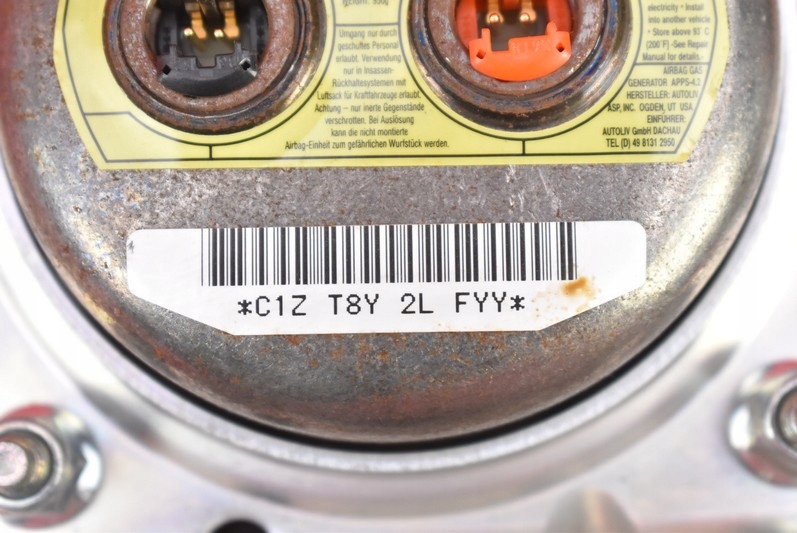 Umgang nur durch
geschultes Personal
erlaubt. Verwendung
nur in Insassen-
Rückhaltesystemen mit
Luftsack für Kraftfahrzeuge erlaubt.
Achtung – nur inerte Gegenstände
verschrotten. Bei Auslösung
kann die nicht montierte
Airbag-Einheit zum gefährlichen Wurfstück werden.
electricity • Install
into another vehicle
• Store above 93°C
(200°F) -See Repair
Manual for details.
AIRBAG GAS
GENERATOR APPS-4.2
HERSTELLER: AUTOLIV
ASP, INC. OGDEN, UT USA
EINFÜHRER:
AUTOLIV GmbH DACHAU
TEL (D) 49 8131 2950
*C1Z T8Y 2L FYY*